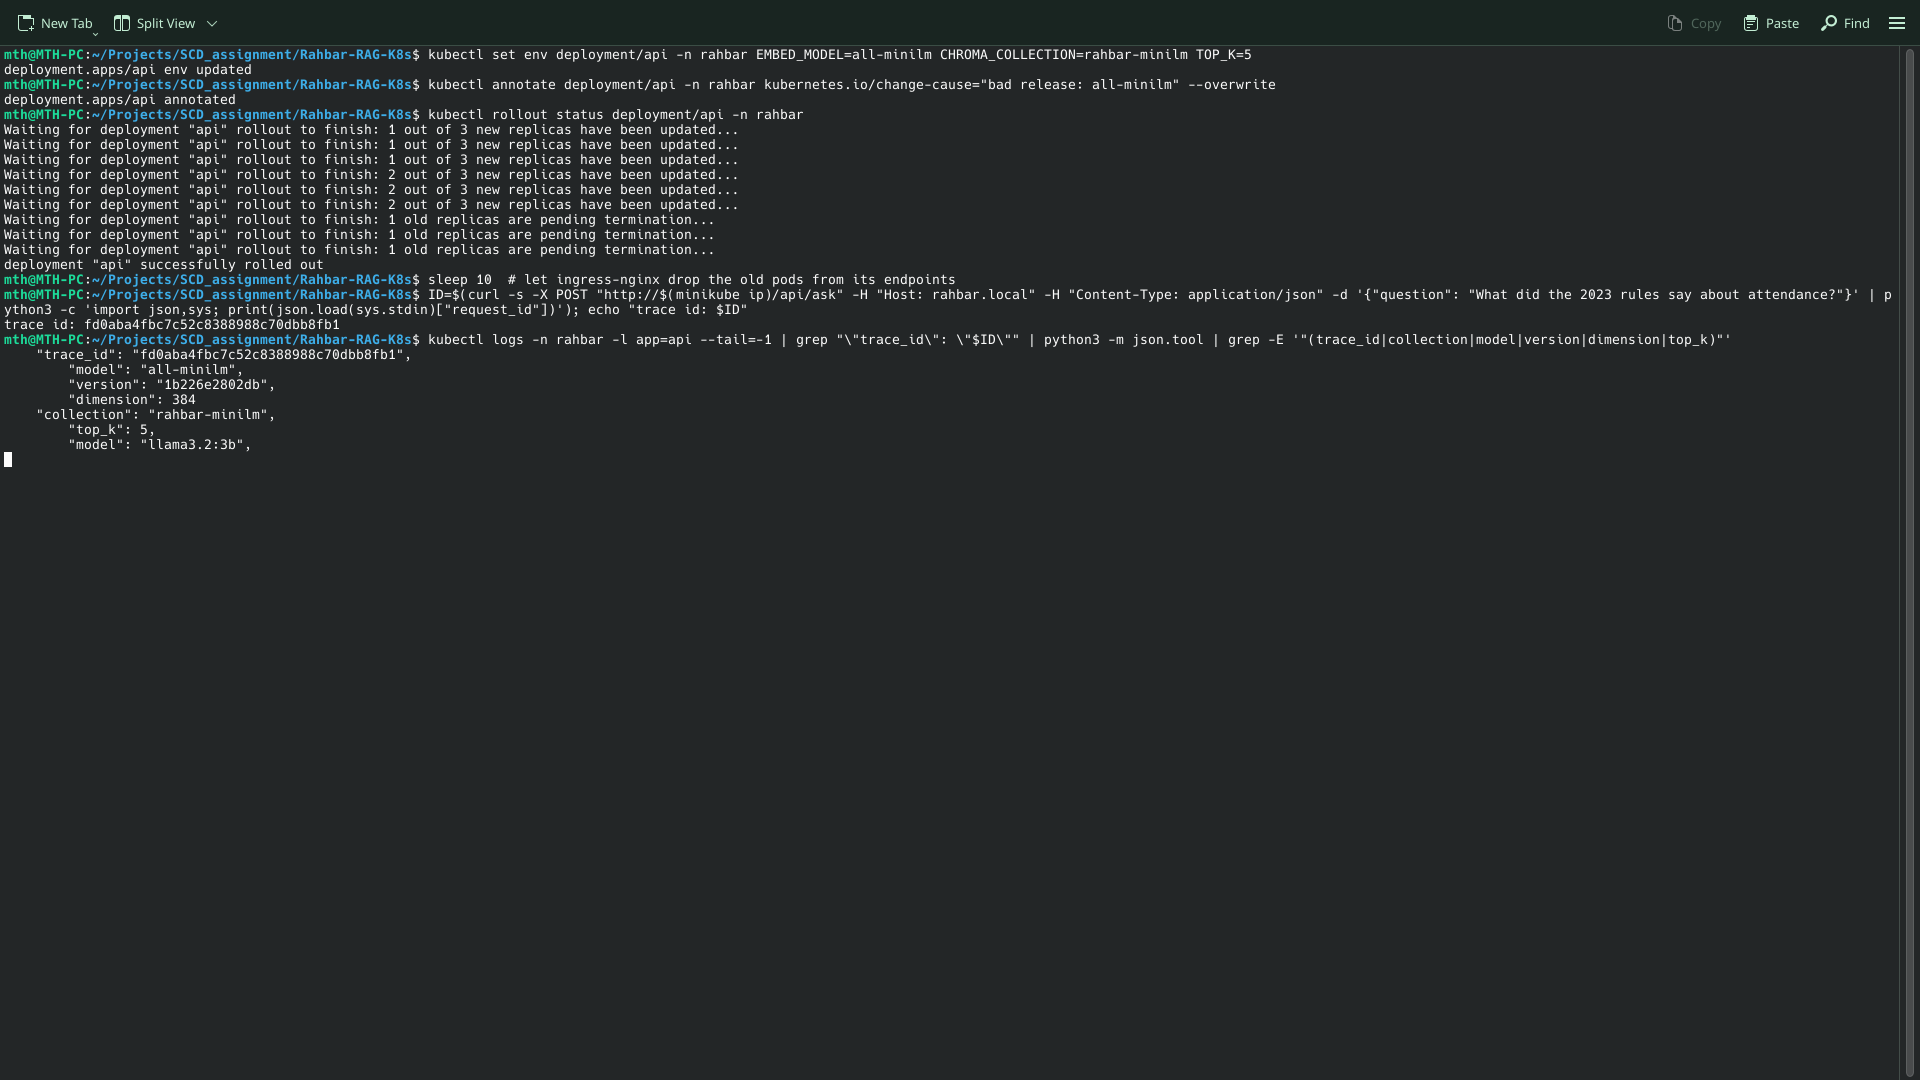 New Tab
Split View
Copy
Paste
Find
mth@MTH-PC:~/Projects/SCD_assignment/Rahbar-RAG-K8s$ kubectl set env deployment/api -n rahbar EMBED_MODEL=all-minilm CHROMA_COLLECTION=rahbar-minilm TOP_K=5
deployment.apps/api env updated
mth@MTH-PC:~/Projects/SCD_assignment/Rahbar-RAG-K8s$ kubectl annotate deployment/api -n rahbar kubernetes.io/change-cause="bad release: all-minilm" --overwrite
deployment.apps/api annotated
mth@MTH-PC:~/Projects/SCD_assignment/Rahbar-RAG-K8s$ kubectl rollout status deployment/api -n rahbar
Waiting for deployment "api" rollout to finish: 1 out of 3 new replicas have been updated...
Waiting for deployment "api" rollout to finish: 1 out of 3 new replicas have been updated...
Waiting for deployment "api" rollout to finish: 1 out of 3 new replicas have been updated...
Waiting for deployment "api" rollout to finish: 2 out of 3 new replicas have been updated...
Waiting for deployment "api" rollout to finish: 2 out of 3 new replicas have been updated...
Waiting for deployment "api" rollout to finish: 2 out of 3 new replicas have been updated...
Waiting for deployment "api" rollout to finish: 1 old replicas are pending termination...
Waiting for deployment "api" rollout to finish: 1 old replicas are pending termination...
Waiting for deployment "api" rollout to finish: 1 old replicas are pending termination...
deployment "api" successfully rolled out
mth@MTH-PC:~/Projects/SCD_assignment/Rahbar-RAG-K8s$ sleep 10  # let ingress-nginx drop the old pods from its endpoints
mth@MTH-PC:~/Projects/SCD_assignment/Rahbar-RAG-K8s$ ID=$(curl -s -X POST "http://$(minikube ip)/api/ask" -H "Host: rahbar.local" -H "Content-Type: application/json" -d '{"question": "What did the 2023 rules say about attendance?"}' | p
ython3 -c 'import json,sys; print(json.load(sys.stdin)["request_id"])'); echo "trace id: $ID"
trace id: fd0aba4fbc7c52c8388988c70dbb8fb1
mth@MTH-PC:~/Projects/SCD_assignment/Rahbar-RAG-K8s$ kubectl logs -n rahbar -l app=api --tail=-1 | grep "\"trace_id\": \"$ID\"" | python3 -m json.tool | grep -E '"(trace_id|collection|model|version|dimension|top_k)"'
    "trace_id": "fd0aba4fbc7c52c8388988c70dbb8fb1",
        "model": "all-minilm",
        "version": "1b226e2802db",
        "dimension": 384
    "collection": "rahbar-minilm",
        "top_k": 5,
        "model": "llama3.2:3b",